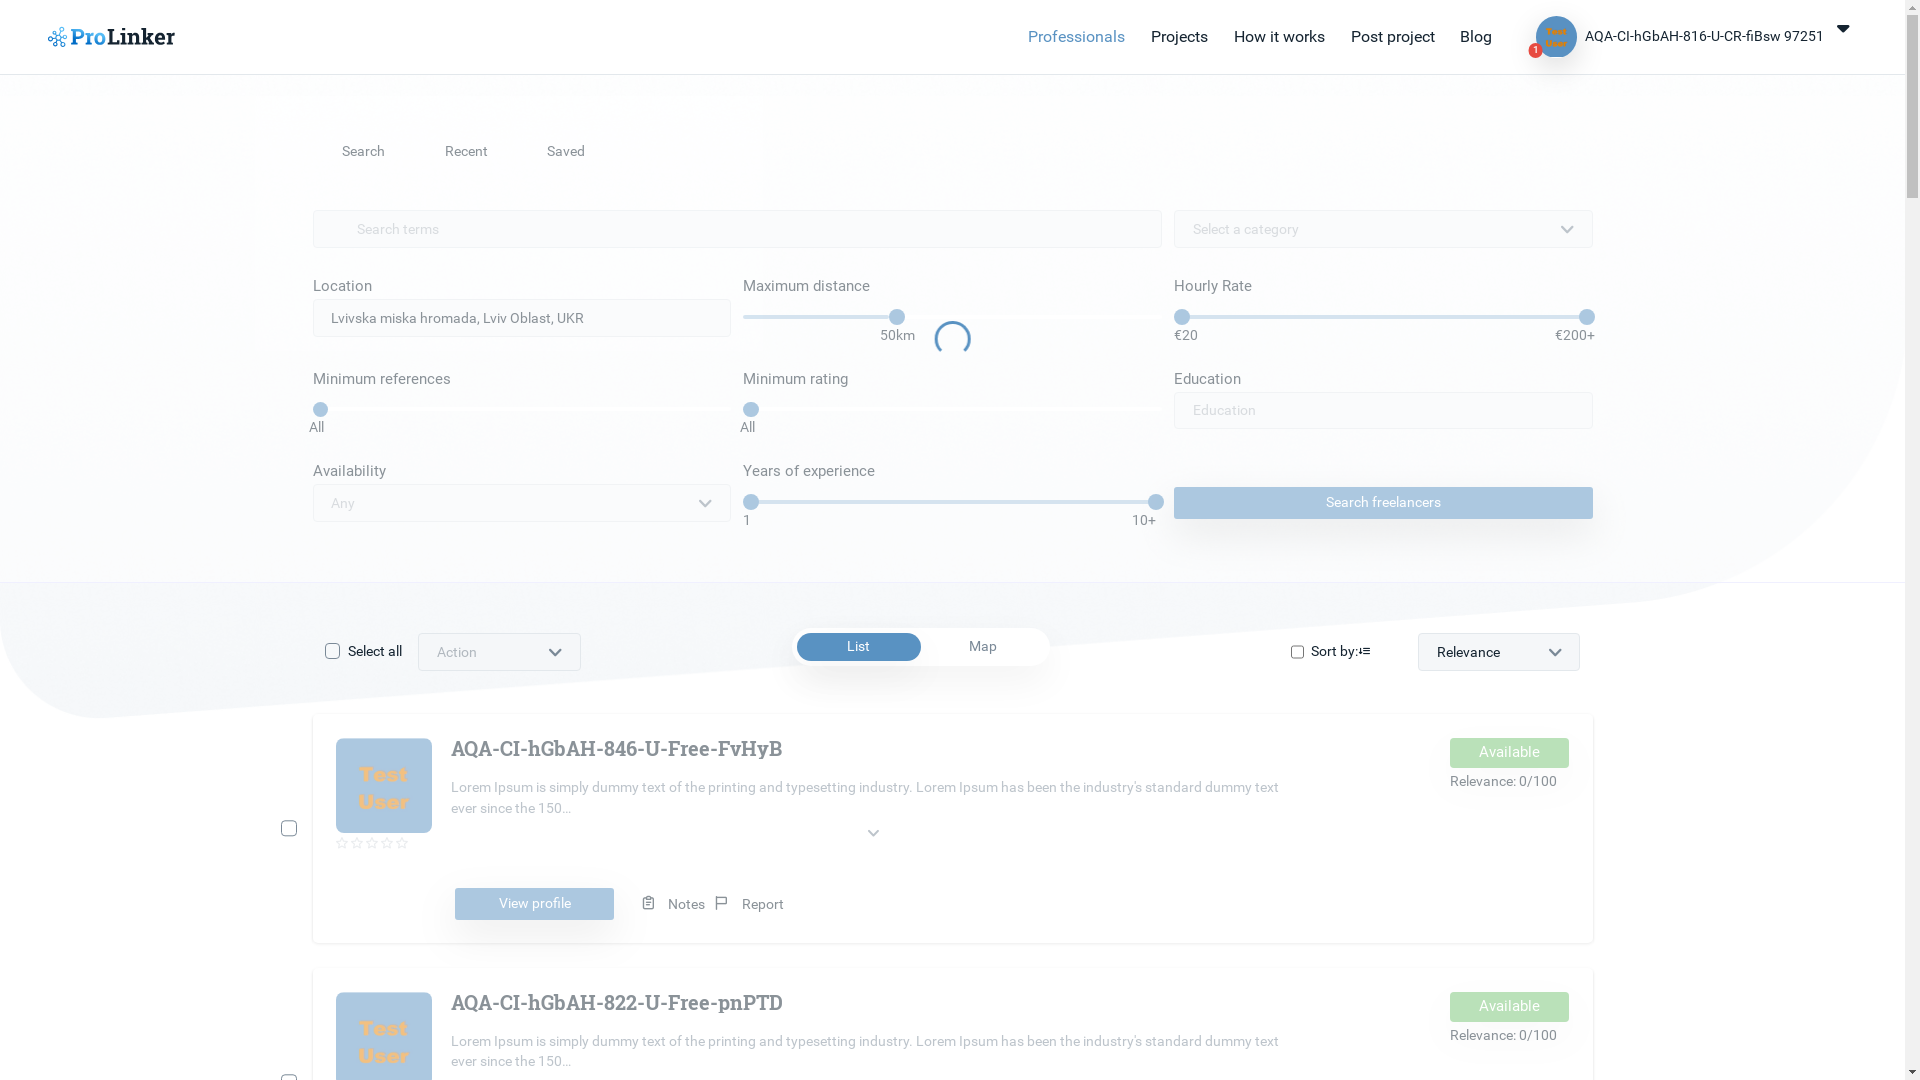 ProLinker
Professionals Projects How it works Post project Blog Test User 1 AQA-CI-hGbAH-816-U-CR-fiBsw 97251
Search Recent Saved
Search terms Select a category
Location Maximum distance Hourly Rate
Lvivska miska hromada, Lviv Oblast, UKR
50km €20 €200+
Minimum references Minimum rating Education
Education
All All
Availability Years of experience
Any Search freelancers
1 10+
Select all Action List Map Sort by: Relevance
AQA-CI-hGbAH-846-U-Free-FvHyB Available
Test User
Lorem Ipsum is simply dummy text of the printing and typesetting industry. Lorem Ipsum has been the industry's standard dummy text Relevance: 0/100
ever since the 150...
View profile Notes Report
AQA-CI-hGbAH-822-U-Free-pnPTD Available
Test User
Lorem Ipsum is simply dummy text of the printing and typesetting industry. Lorem Ipsum has been the industry's standard dummy text Relevance: 0/100
ever since the 150...